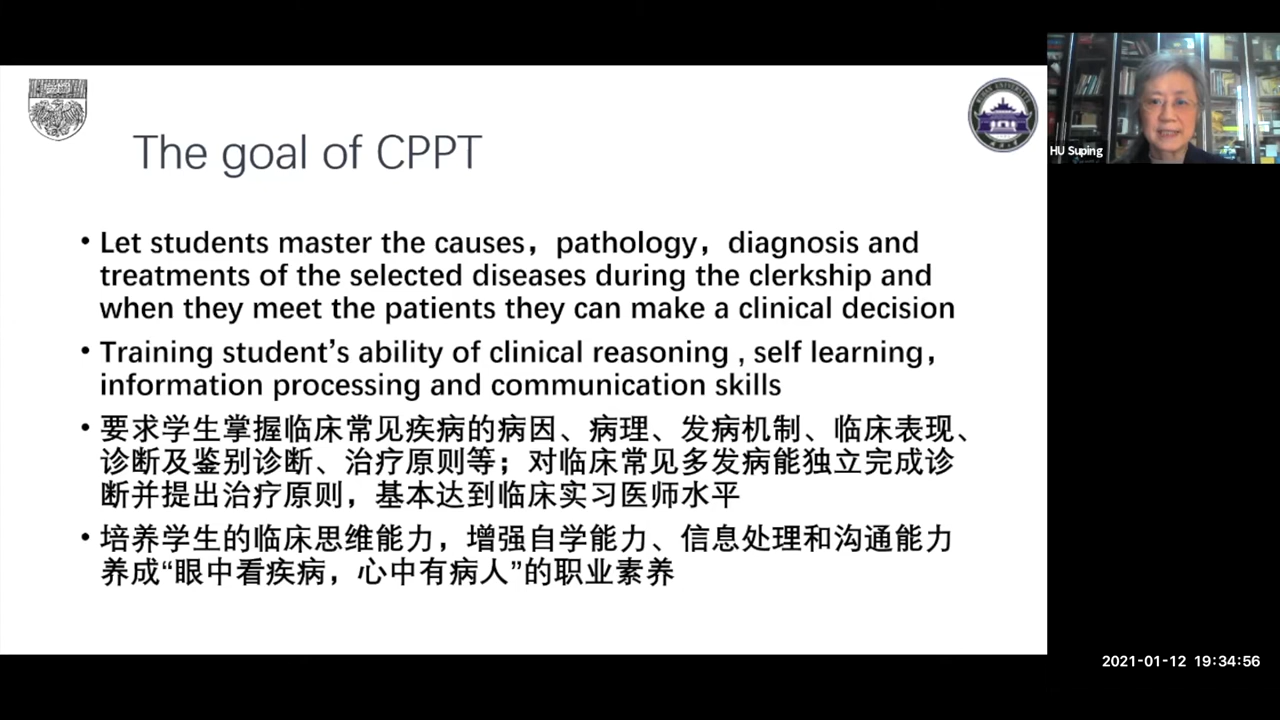 The goal of CPPT
• Let students master the causes，pathology，diagnosis and
treatments of the selected diseases during the clerkship and
when they meet the patients they can make a clinical decision
• Training student’s ability of clinical reasoning , self learning，
information processing and communication skills
• 要求学生掌握临床常见疾病的病因、病理、发病机制、临床表现、
诊断及鉴别诊断、治疗原则等；对临床常见多发病能独立完成诊
断并提出治疗原则，基本达到临床实习医师水平
• 培养学生的临床思维能力，增强自学能力、信息处理和沟通能力
养成“眼中看疾病，心中有病人”的职业素养
HU Suping
2021-01-12 19:34:56